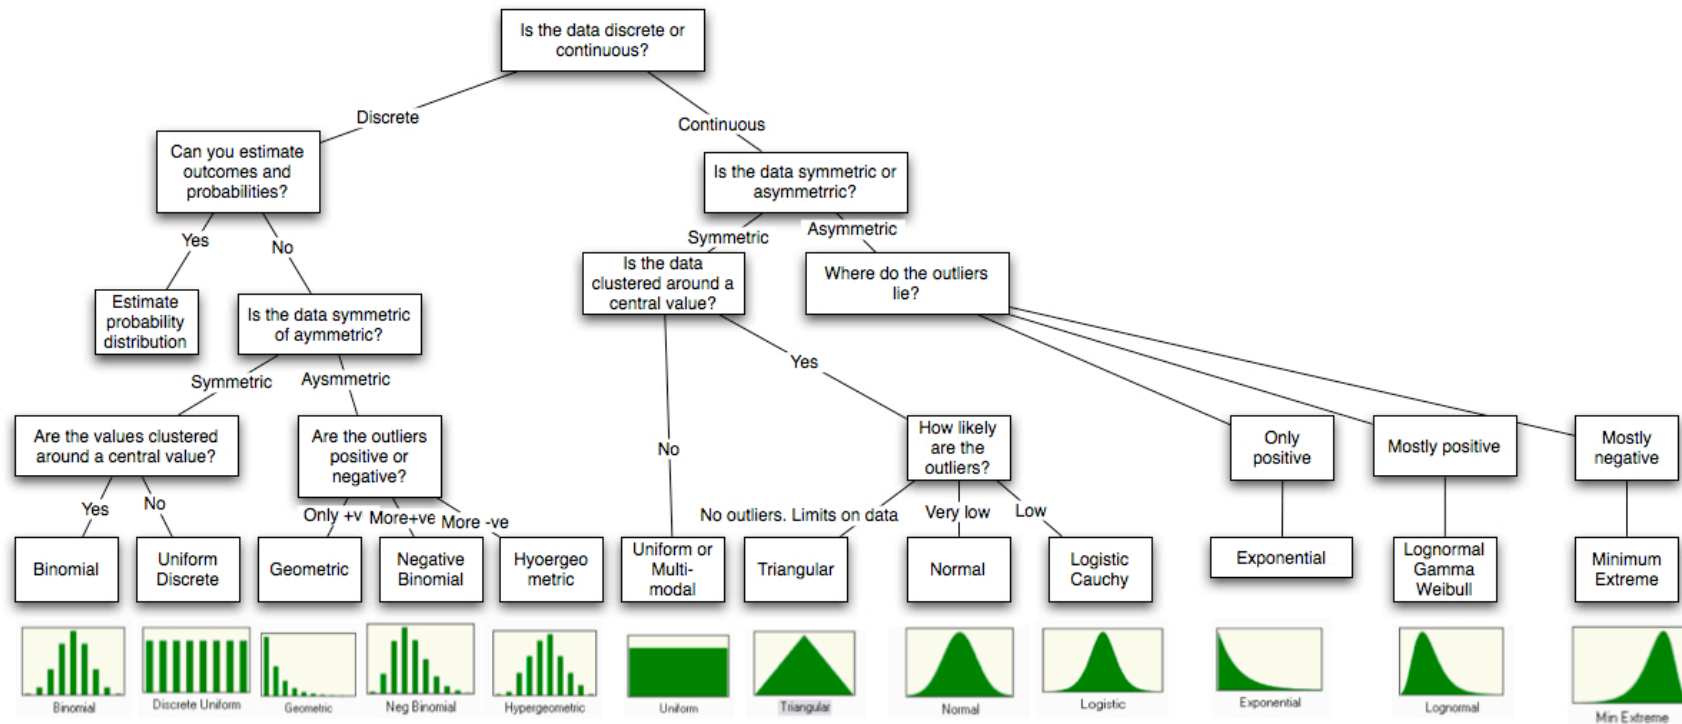 Is the data discrete or
continuous?
Discrete
Continuous
Can you estimate
outcomes and
probabilities?
Is the data symmetric or
asymmetrric?
Yes
No
Symmetric
Asymmetric
Estimate
probability
distribution
Is the data symmetric
of aymmetric?
Is the data
clustered around a
central value?
Where do the outliers
lie?
Symmetric
Aysmmetric
Yes
No
Are the values clustered
around a central value?
Are the outliers
positive or
negative?
How likely
are the
outliers?
Only
positive
Mostly positive
Mostly
negative
Yes
No
Only +v
More+ve
More -ve
No outliers. Limits on data
Very low
Low
Binomial
Uniform
Discrete
Geometric
Negative
Binomial
Hyoergeo
metric
Uniform or
Multi-
modal
Triangular
Normal
Logistic
Cauchy
Exponential
Lognormal
Gamma
Weibull
Minimum
Extreme
Binomial
Discrete Uniform
Geometric
Neg Binomial
Hypergeometric
Uniform
Triangular
Normal
Logistic
Exponential
Lognormal
Min Extreme